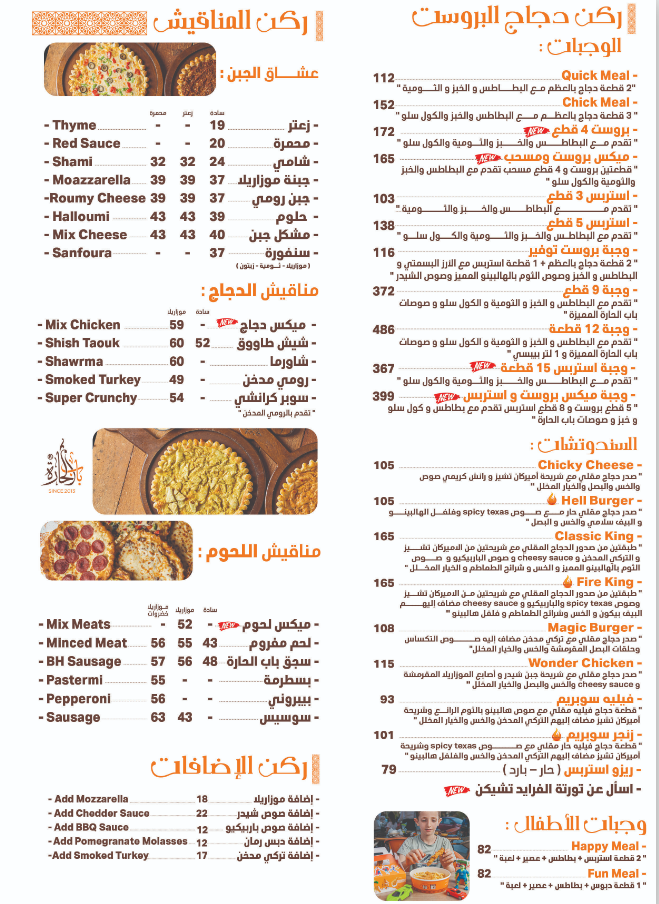 ركن دجاج البروست
الوجبات :
Quick Meal - 112
"2 قطعة دجاج بالعظم مع البطاطس و الخبز و الثومية "
Chick Meal - 152
" 3 قطعة دجاج بالعظم مع البطاطس والخبز والكول سلو "
- بروست 4 قطع NEW 172
" تقدم مع البطاطس والخبز والثومية والكول سلو "
- ميكس بروست ومسحب NEW 165
" قطعتين بروست و 4 قطع مسحب تقدم مع البطاطس والخبز
والثومية والكول سلو "
- استربس 3 قطع 103
" تقدم مع البطاطس والخبز والثومية "
- استربس 5 قطع 138
" تقدم مع البطاطس والخبز والثومية والكول سلو "
- وجبة بروست توفير 116
" 2 قطعة دجاج بالعظم + 1 قطعة استربس مع الارز البسمتي و
البطاطس و الخبز وصوص الثوم بالهالبينو المميز وصوص الشيدر "
- وجبة 9 قطع 372
" تقدم مع البطاطس و الخبز و الثومية و الكول سلو و صوصات
باب الحارة المميزة "
- وجبة 12 قطعة 486
" تقدم مع البطاطس و الخبز و الثومية و الكول سلو و صوصات
باب الحارة المميزة و 1 لتر بيبسي "
- وجبة استربس 15 قطعة NEW 367
" تقدم مع البطاطس والخبز والثومية والكول سلو "
- وجبة ميكس بروست و استربس NEW 399
" 5 قطع بروست و 8 قطع استربس تقدم مع بطاطس و كول سلو
و خبز و صوصات باب الحارة "
السندوتشات :
Chicky Cheese - 105
" صدر دجاج مقلي مع شريحة أمیركان تشيز و رانش كريمي صوص
والخس والبصل والخيار المخلل "
Hell Burger - 105
" صدر دجاج مقلي حار مع صوص spicy texas وفلفل الهالبينو
و البيف سلامي والخس و البصل "
Classic King - 165
" طبقتين من صدور الدجاج المقلي مع شريحتين من الاميركان تشيز
و التركي المدخن و cheesy sauce و صوص الباربيكيو و صوص
الثوم بالهالبينو المميز و الخس و شرائح الطماطم و الخيار المخلل "
Fire King - 165
" طبقتين من صدور الدجاج المقلي مع شريحتين من الاميركان تشيز
وصوص spicy texas والباربيكيو و cheesy sauce مضاف إليهم
البيف بيكون و الخس وشرائح الطماطم و فلفل هالبينو "
Magic Burger - 108
" صدر دجاج مقلي مع تركي مدخن مضاف إليه صوص التكساس
وحلقات البصل المقرمشة والخس والخيار المخلل"
Wonder Chicken - 115
" صدر دجاج مقلي مع شريحة جبن شيدر و أصابع الموزاريلا المقرمشة
و cheesy sauce والخس والبصل والخيار المخلل "
- فيليه سوبريم 93
" قطعة دجاج فيليه مقلي مع صوص هالبينو بالثوم الرائع وشريحة
أمیركان تشيز مضاف إليهم التركي المدخن والخس والخيار المخلل "
- زنجر سوبريم 101
" قطعة دجاج فيليه حار مقلي مع صوص spicy texas وشريحة
أميركان تشيز مضاف إليهم التركي المدخن والخس والفلفل هالبينو "
- ريزو استربس ( حار – بارد ) 79
- اسأل عن تورتة الفرايد تشيكن NEW
وجبات الأطفال :
Happy Meal - 82
" 2 قطعة استربس + بطاطس + عصير + لعبة "
Fun Meal - 82
" 1 قطعة دبوس + بطاطس + عصير + لعبة "
ركن المناقيش
عشاق الجبن :
سادة زعتر محمرة
- Thyme - - 19 زعتر -
- Red Sauce - - 20 محمرة -
- Shami 32 32 24 شامي -
- Moazzarella 39 39 37 جبنة موزاريلا -
-Roumy Cheese 39 39 37 جبن رومي -
- Halloumi 43 43 39 حلوم -
- Mix Cheese 43 43 40 مشكل جبن -
- Sanfoura - - 37 سنفورة -
( موزاريلا - ثومية - زيتون )
مناقيش الدجاج :
سادة موزاريلا
- Mix Chicken 59 - NEW ميكس دجاج -
- Shish Taouk 60 52 شيش طاووق -
- Shawrma 60 - شاورما -
- Smoked Turkey 49 - رومي مدخن -
- Super Crunchy 54 - سوبر كرانشي -
" تقدم بالرومي المدخن "
باب الحارة
SINCE 2013
مناقيش اللحوم :
سادة موزاريلا موزاريلا خضروات
- Mix Meats - 52 - NEW ميكس لحوم -
- Minced Meat 56 55 43 لحم مفروم -
- BH Sausage 57 56 48 سجق باب الحارة -
- Pastermi 55 - - بسطرمة -
- Pepperoni 56 - - بيبروني -
- Sausage 63 43 - سوسيس -
ركن الإضافات
- Add Mozzarella 18 إضافة موزاريلا -
- Add Chedder Sauce 22 إضافة صوص شيدر -
- Add BBQ Sauce 12 إضافة صوص باربيكيو -
- Add Pomegranate Molasses 12 إضافة دبس رمان -
-Add Smoked Turkey 17 إضافة تركي مدخن -